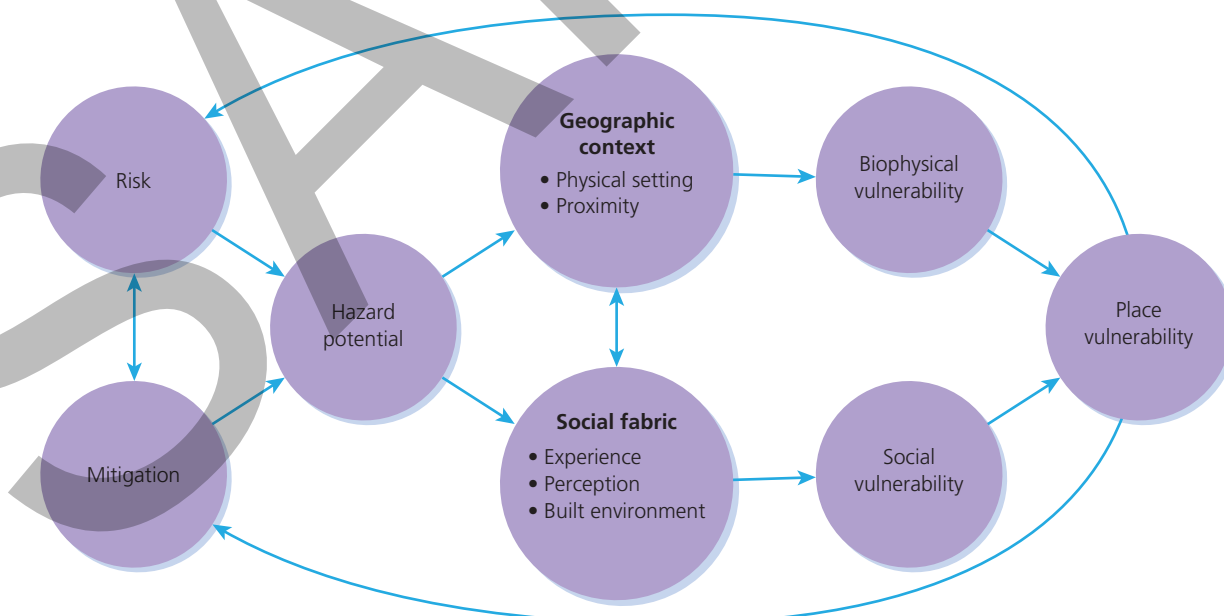 Risk
Mitigation
Hazard
potential
Geographic
context
• Physical setting
• Proximity
Social fabric
• Experience
• Perception
• Built environment
Biophysical
vulnerability
Social
vulnerability
Place
vulnerability